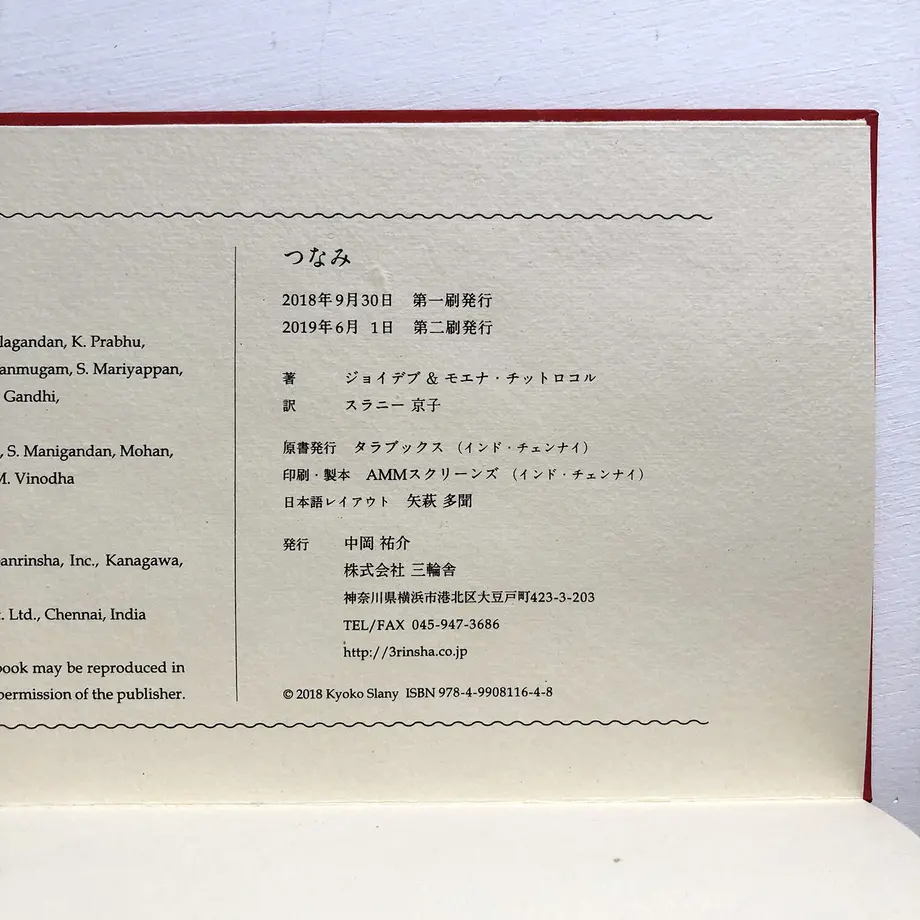 K. Prabhu,
S. Mariyappan,
Gandhi,
S. Manigandan, Mohan,
Vinodha
Inc., Kanagawa,
Ltd., Chennai, India
book may be reproduced in
permission of the publisher.
つなみ
2018年9月30日 第一刷発行
2019年6月 1日 第二刷発行
著 ジョイデブ & モエナ・チットロコル
訳 スラニー 京子
原書発行 タラブックス （インド・チェンナイ）
印刷・製本 AMMスクリーンズ （インド・チェンナイ）
日本語レイアウト 矢萩 多聞
発行 中岡 祐介
株式会社 三輪舎
神奈川県横浜市港北区大豆戸町423-3-203
TEL/FAX 045-947-3686
http://3rinsha.co.jp
© 2018 Kyoko Slany ISBN 978-4-9908116-4-8